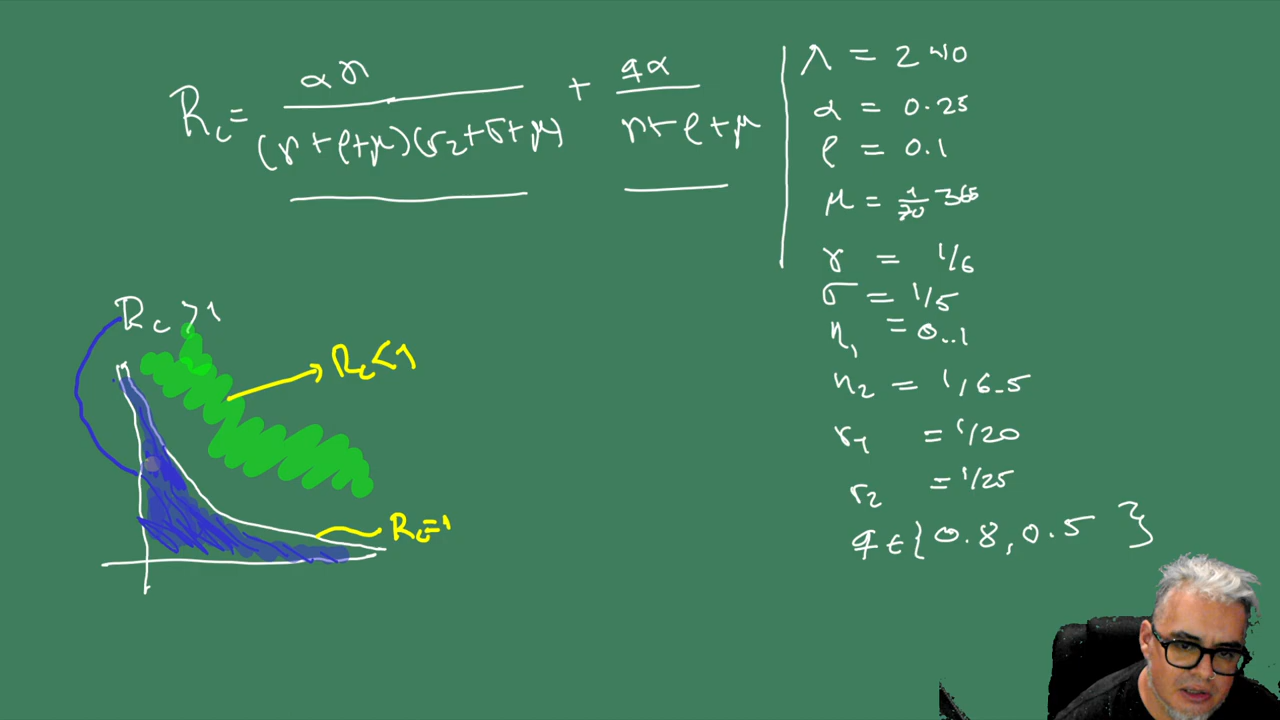 R_c = αγ / (γ+ρ+μ)(r_2+σ+μ) + qα / γ+ρ+μ
Λ = 240
α = 0.25
ρ = 0.1
μ = 1/70 365
γ = 1/6
σ = 1/5
η_1 = 0.1
η_2 = 1/6.5
r_1 = 1/20
r_2 = 1/25
q ∈ {0.8, 0.5 }
R_c > 1
R_c < 1
R_c = 1